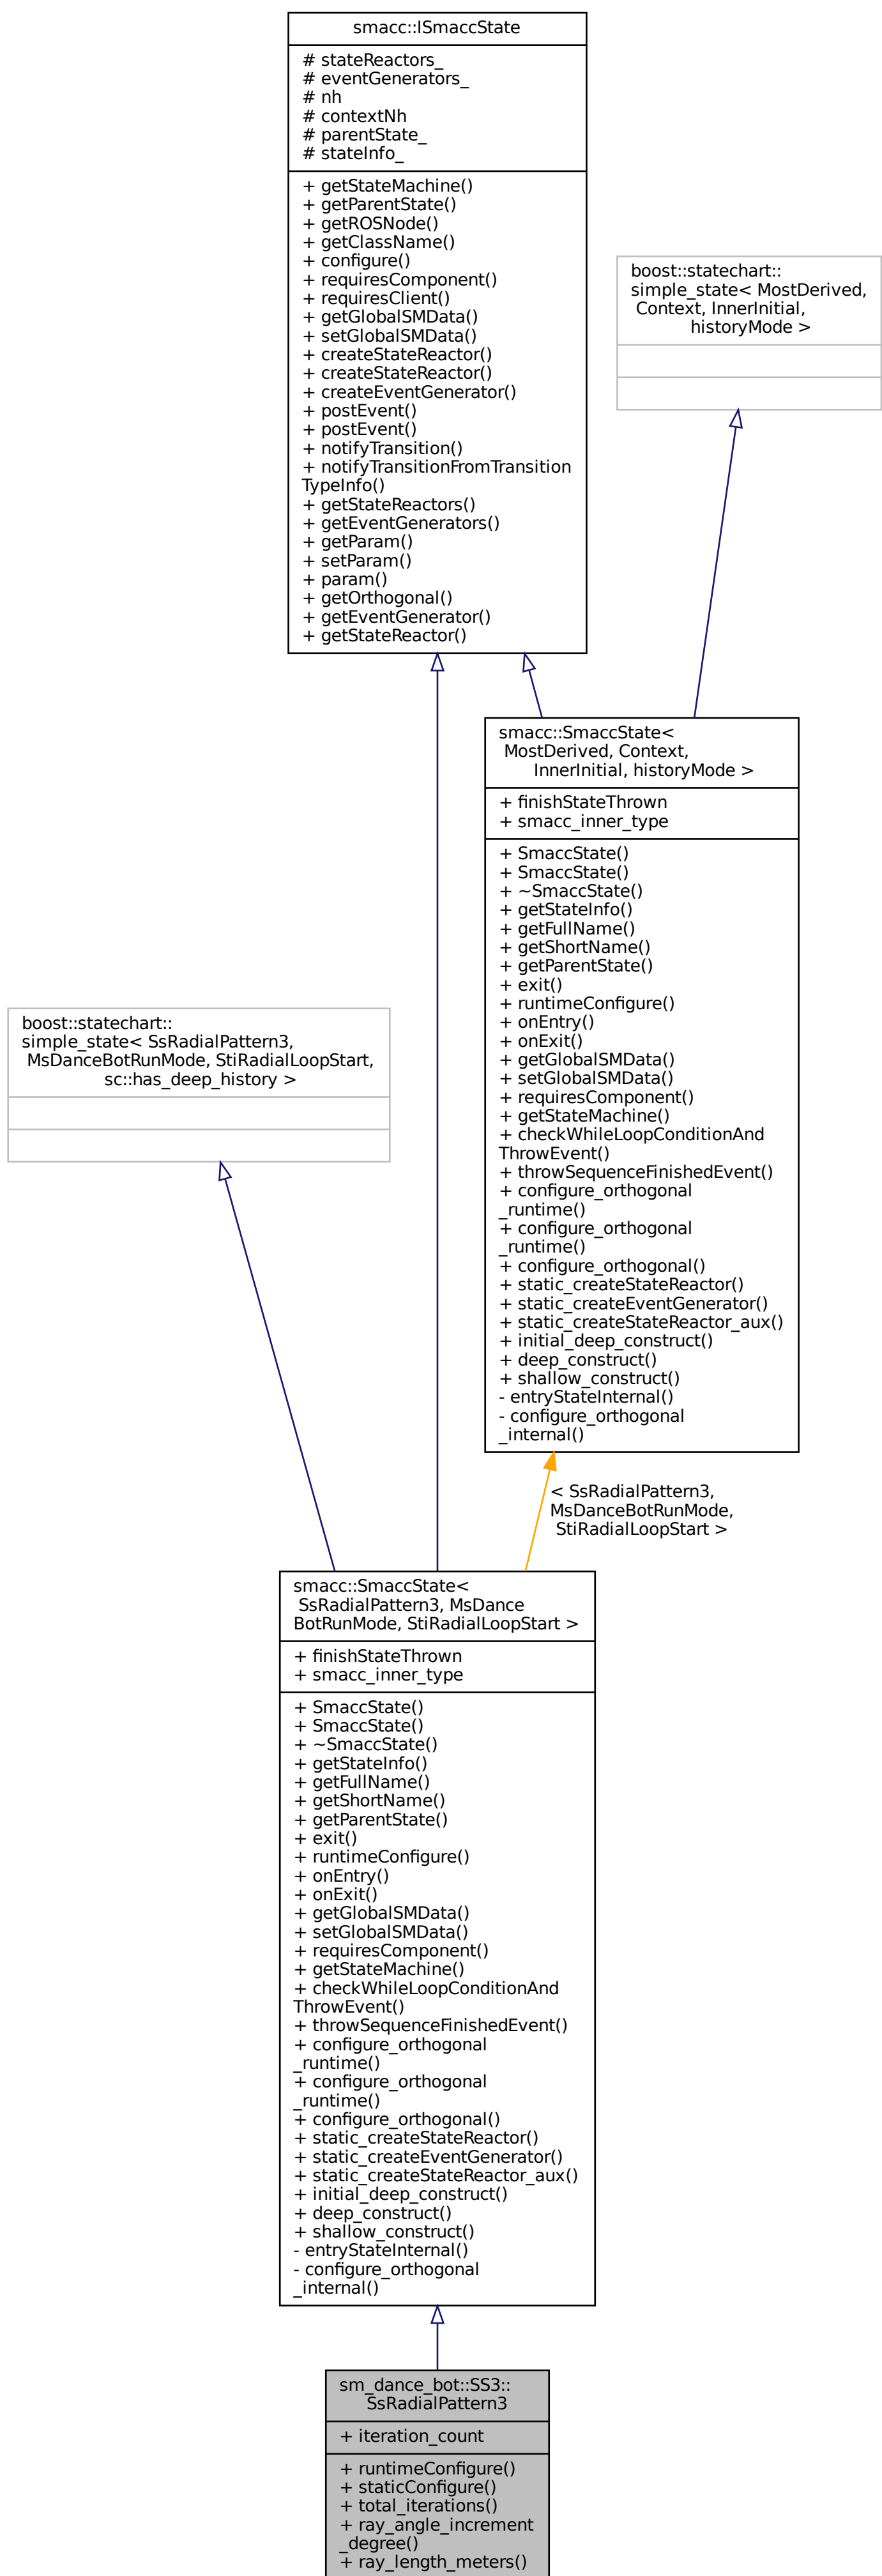 smacc::ISmaccState
# stateReactors_
# eventGenerators_
# nh
# contextNh
# parentState_
# stateInfo_
+ getStateMachine()
+ getParentState()
+ getROSNode()
+ getClassName()
+ configure()
+ requiresComponent()
+ requiresClient()
+ getGlobalSMData()
+ setGlobalSMData()
+ createStateReactor()
+ createStateReactor()
+ createEventGenerator()
+ postEvent()
+ postEvent()
+ notifyTransition()
+ notifyTransitionFromTransition
TypeInfo()
+ getStateReactors()
+ getEventGenerators()
+ getParam()
+ setParam()
+ param()
+ getOrthogonal()
+ getEventGenerator()
+ getStateReactor()
boost::statechart::
simple_state< MostDerived,
Context, InnerInitial,
historyMode >
smacc::SmaccState<
MostDerived, Context,
InnerInitial, historyMode >
+ finishStateThrown
+ smacc_inner_type
+ SmaccState()
+ SmaccState()
+ ~SmaccState()
+ getStateInfo()
+ getFullName()
+ getShortName()
+ getParentState()
+ exit()
+ runtimeConfigure()
+ onEntry()
+ onExit()
+ getGlobalSMData()
+ setGlobalSMData()
+ requiresComponent()
+ getStateMachine()
+ checkWhileLoopConditionAnd
ThrowEvent()
+ throwSequenceFinishedEvent()
+ configure_orthogonal
_runtime()
+ configure_orthogonal
_runtime()
+ configure_orthogonal()
+ static_createStateReactor()
+ static_createEventGenerator()
+ static_createStateReactor_aux()
+ initial_deep_construct()
+ deep_construct()
+ shallow_construct()
- entryStateInternal()
- configure_orthogonal
_internal()
boost::statechart::
simple_state< SsRadialPattern3,
MsDanceBotRunMode, StiRadialLoopStart,
sc::has_deep_history >
< SsRadialPattern3,
MsDanceBotRunMode,
StiRadialLoopStart >
smacc::SmaccState<
SsRadialPattern3, MsDance
BotRunMode, StiRadialLoopStart >
+ finishStateThrown
+ smacc_inner_type
+ SmaccState()
+ SmaccState()
+ ~SmaccState()
+ getStateInfo()
+ getFullName()
+ getShortName()
+ getParentState()
+ exit()
+ runtimeConfigure()
+ onEntry()
+ onExit()
+ getGlobalSMData()
+ setGlobalSMData()
+ requiresComponent()
+ getStateMachine()
+ checkWhileLoopConditionAnd
ThrowEvent()
+ throwSequenceFinishedEvent()
+ configure_orthogonal
_runtime()
+ configure_orthogonal
_runtime()
+ configure_orthogonal()
+ static_createStateReactor()
+ static_createEventGenerator()
+ static_createStateReactor_aux()
+ initial_deep_construct()
+ deep_construct()
+ shallow_construct()
- entryStateInternal()
- configure_orthogonal
_internal()
sm_dance_bot::SS3::
SsRadialPattern3
+ iteration_count
+ runtimeConfigure()
+ staticConfigure()
+ total_iterations()
+ ray_angle_increment
_degree()
+ ray_length_meters()